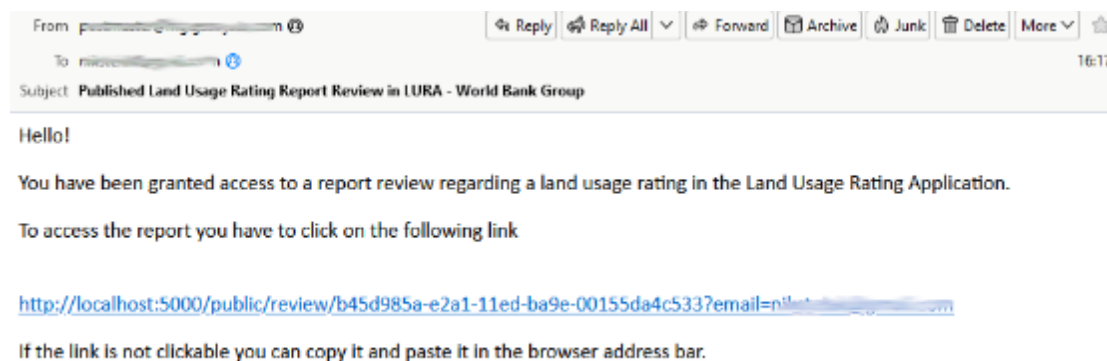 From
Reply Reply All Forward Archive Junk Delete More
To
16:17
Subject Published Land Usage Rating Report Review in LURA - World Bank Group
Hello!
You have been granted access to a report review regarding a land usage rating in the Land Usage Rating Application.
To access the report you have to click on the following link
http://localhost:5000/public/review/b45d985a-e2a1-11ed-ba9e-00155da4c533?email=
If the link is not clickable you can copy it and paste it in the browser address bar.